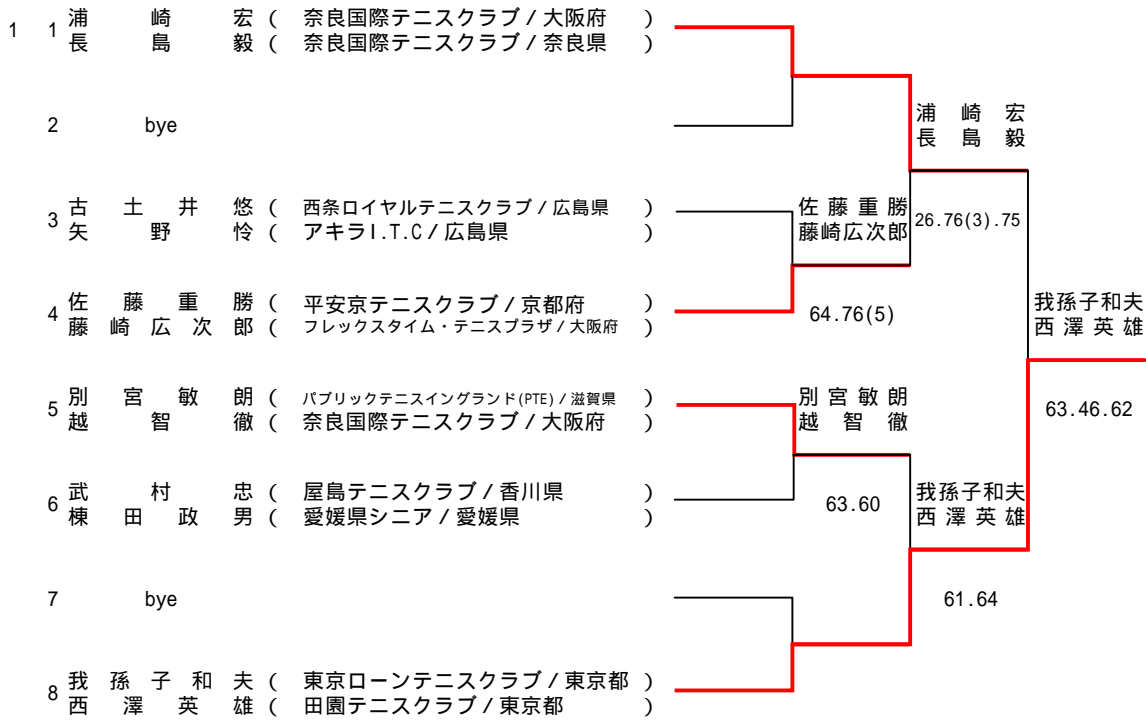 1 1 浦崎宏 ( 奈良国際テニスクラブ / 大阪府 )
長島毅 ( 奈良国際テニスクラブ / 奈良県 )
2 bye
浦崎宏
長島毅
3 古土井悠 ( 西条ロイヤルテニスクラブ / 広島県 )
矢野怜 ( アキラI.T.C / 広島県 )
佐藤重勝
藤崎広次郎
26.76(3).75
4 佐藤重勝 ( 平安京テニスクラブ / 京都府 )
藤崎広次郎 ( フレックスタイム・テニスプラザ / 大阪府 )
64.76(5)
我孫子和夫
西澤英雄
5 別宮敏朗 ( パブリックテニスイングランド(PTE) / 滋賀県 )
越智徹 ( 奈良国際テニスクラブ / 大阪府 )
別宮敏朗
越智徹
63.46.62
6 武村忠 ( 屋島テニスクラブ / 香川県 )
棟田政男 ( 愛媛県シニア / 愛媛県 )
63.60
我孫子和夫
西澤英雄
7 bye
61.64
8 我孫子和夫 ( 東京ローンテニスクラブ / 東京都 )
西澤英雄 ( 田園テニスクラブ / 東京都 )